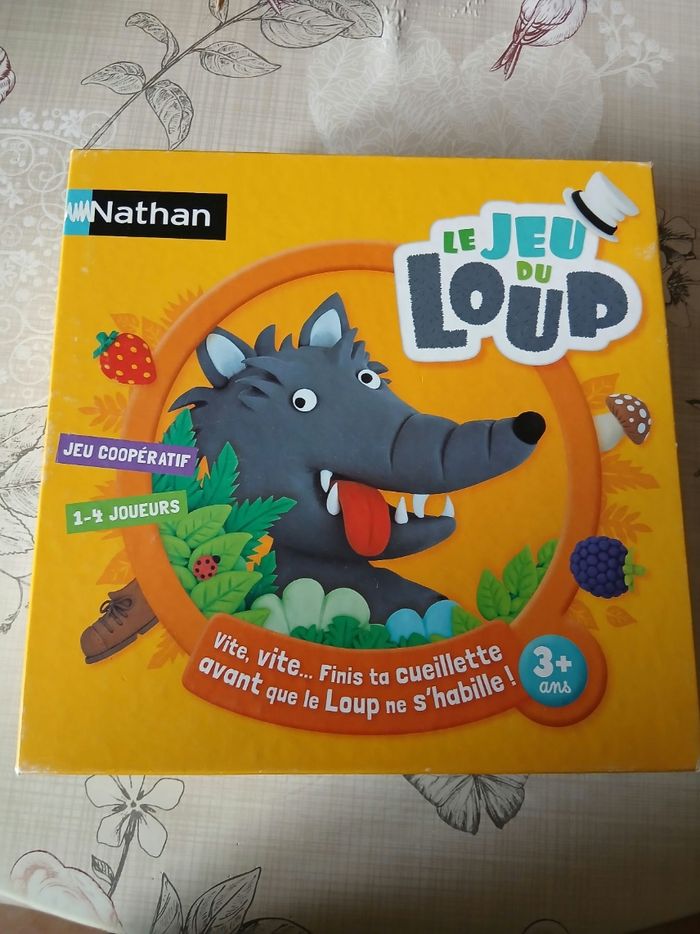 Nathan
LE JEU
DU
LOUP
JEU COOPÉRATIF
1-4 JOUEURS
Vite, vite... Finis ta cueillette
avant que le Loup ne s'habille !
3+
ans